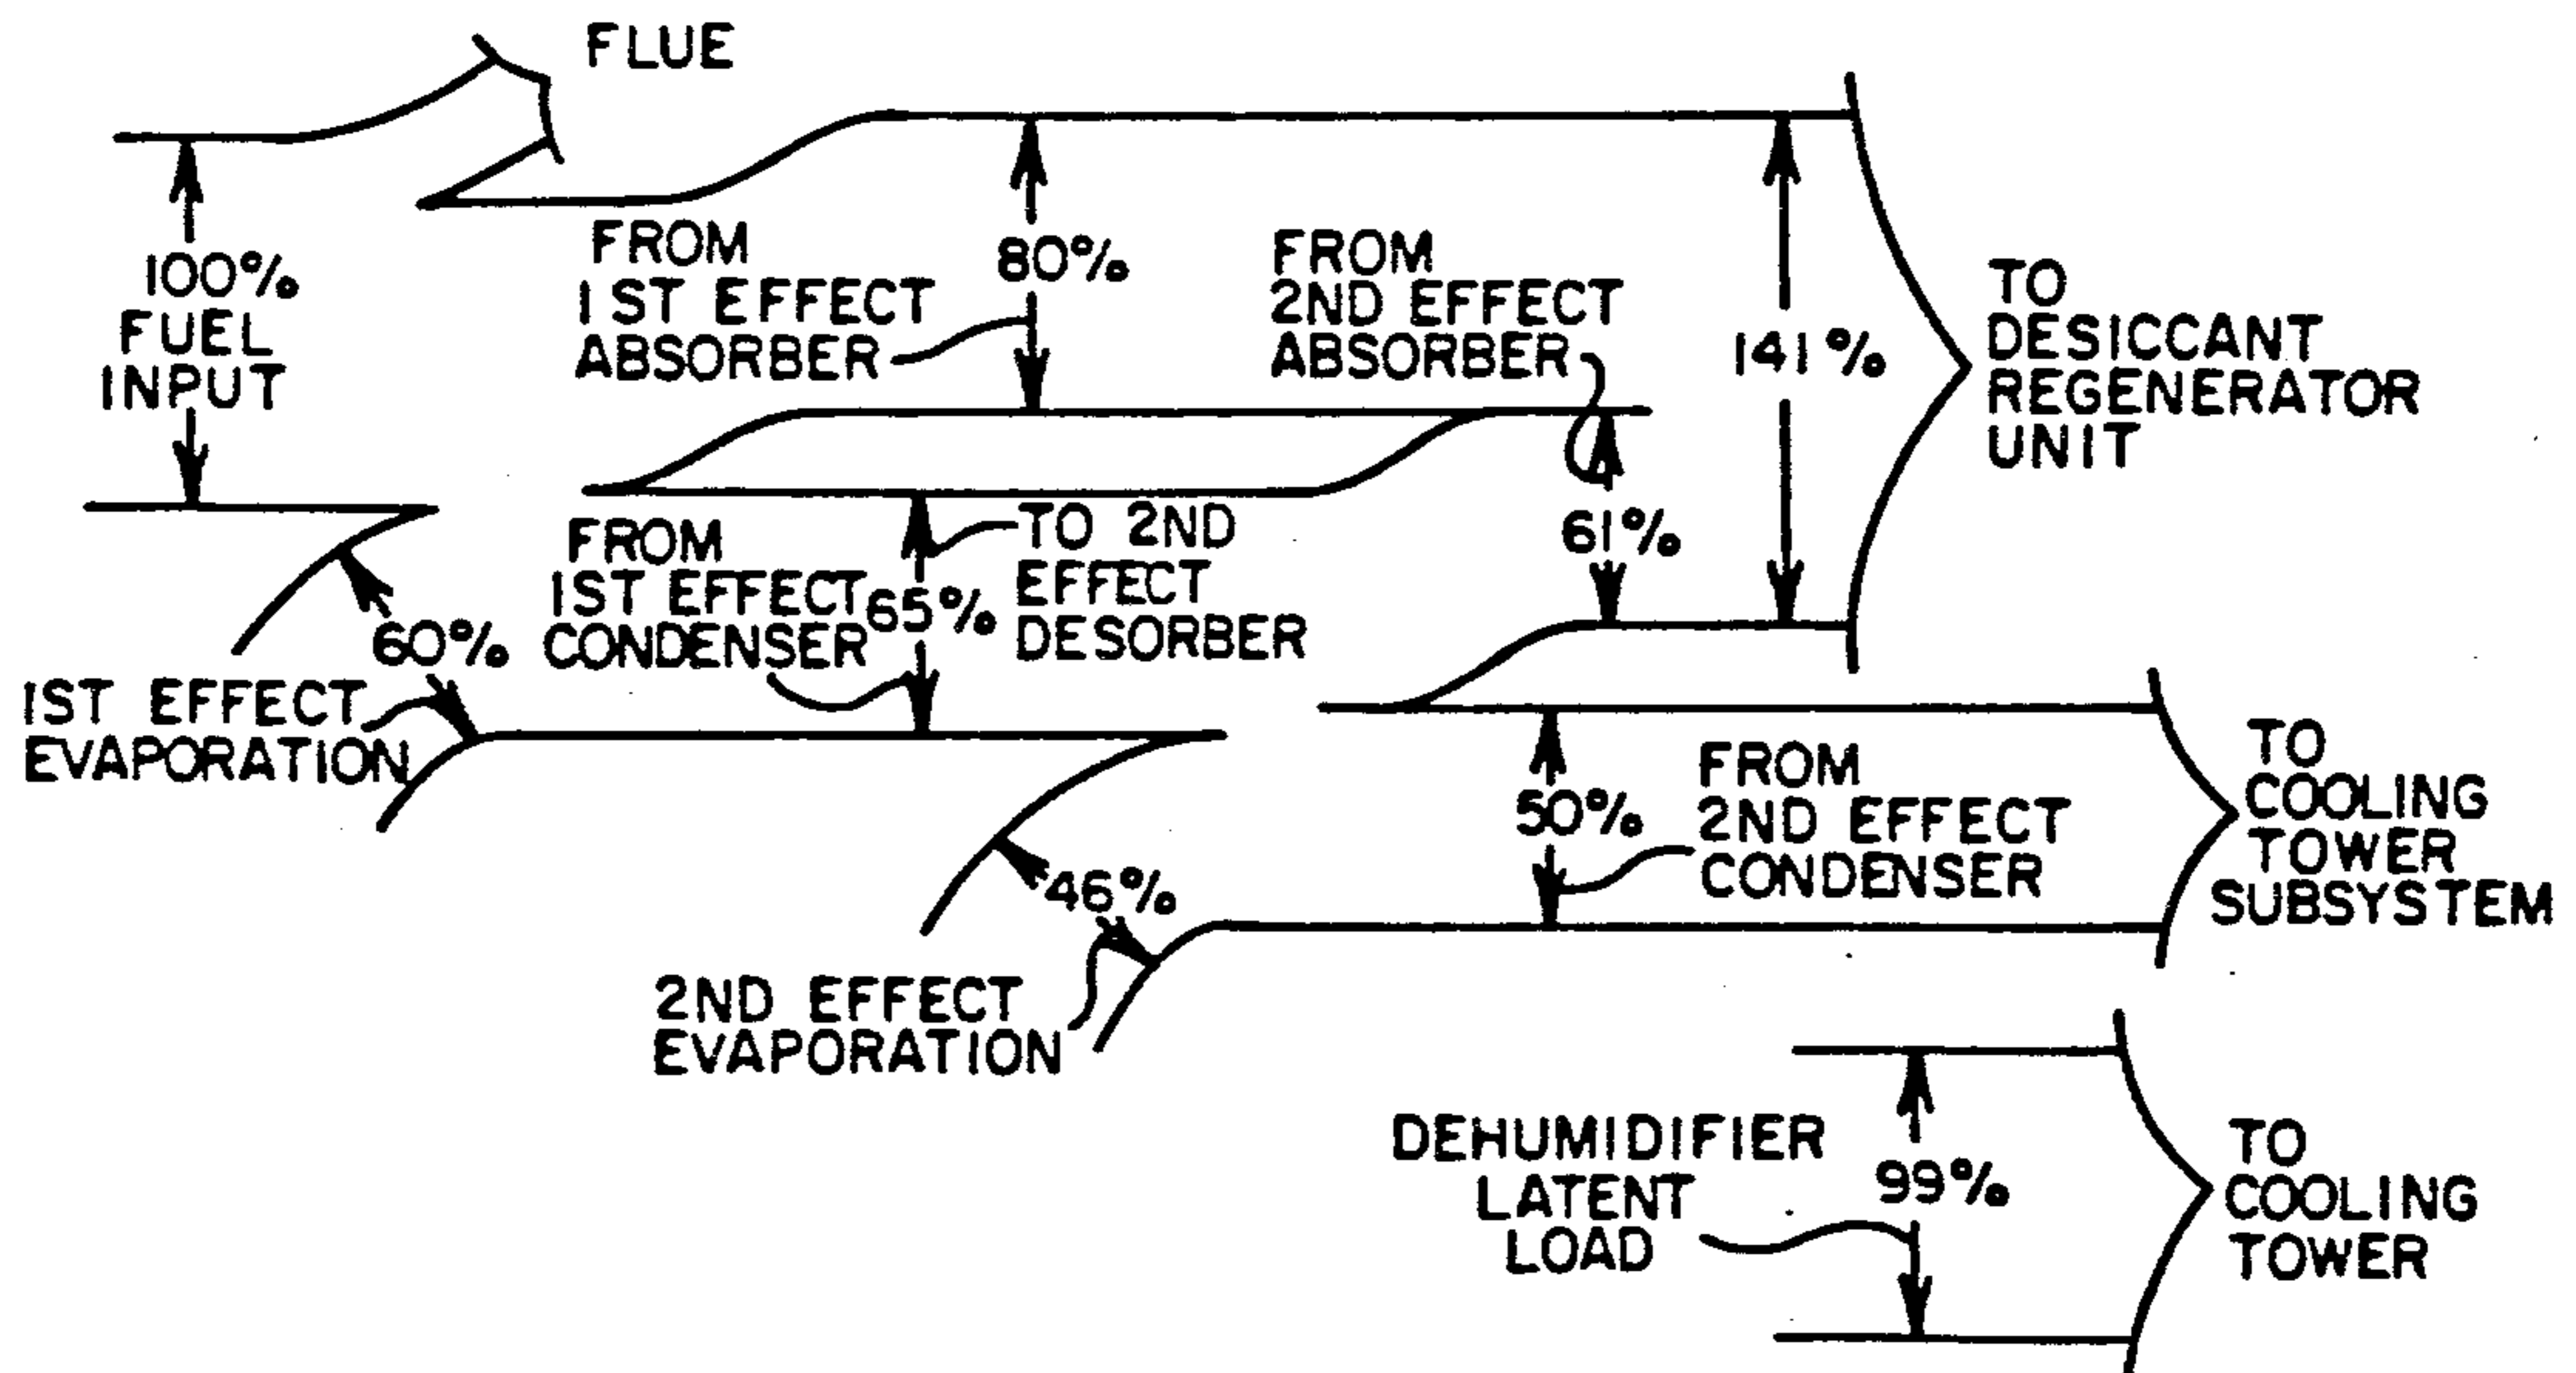 FLUE
100%
FUEL
INPUT
FROM
1ST EFFECT
ABSORBER
80%
FROM
2ND EFFECT
ABSORBER
141%
TO
DESICCANT
REGENERATOR
UNIT
FROM
1ST EFFECT
CONDENSER
65%
TO 2ND
EFFECT
DESORBER
61%
60%
1ST EFFECT
EVAPORATION
46%
2ND EFFECT
EVAPORATION
50%
FROM
2ND EFFECT
CONDENSER
TO
COOLING
TOWER
SUBSYSTEM
DEHUMIDIFIER
LATENT
LOAD
99%
TO
COOLING
TOWER